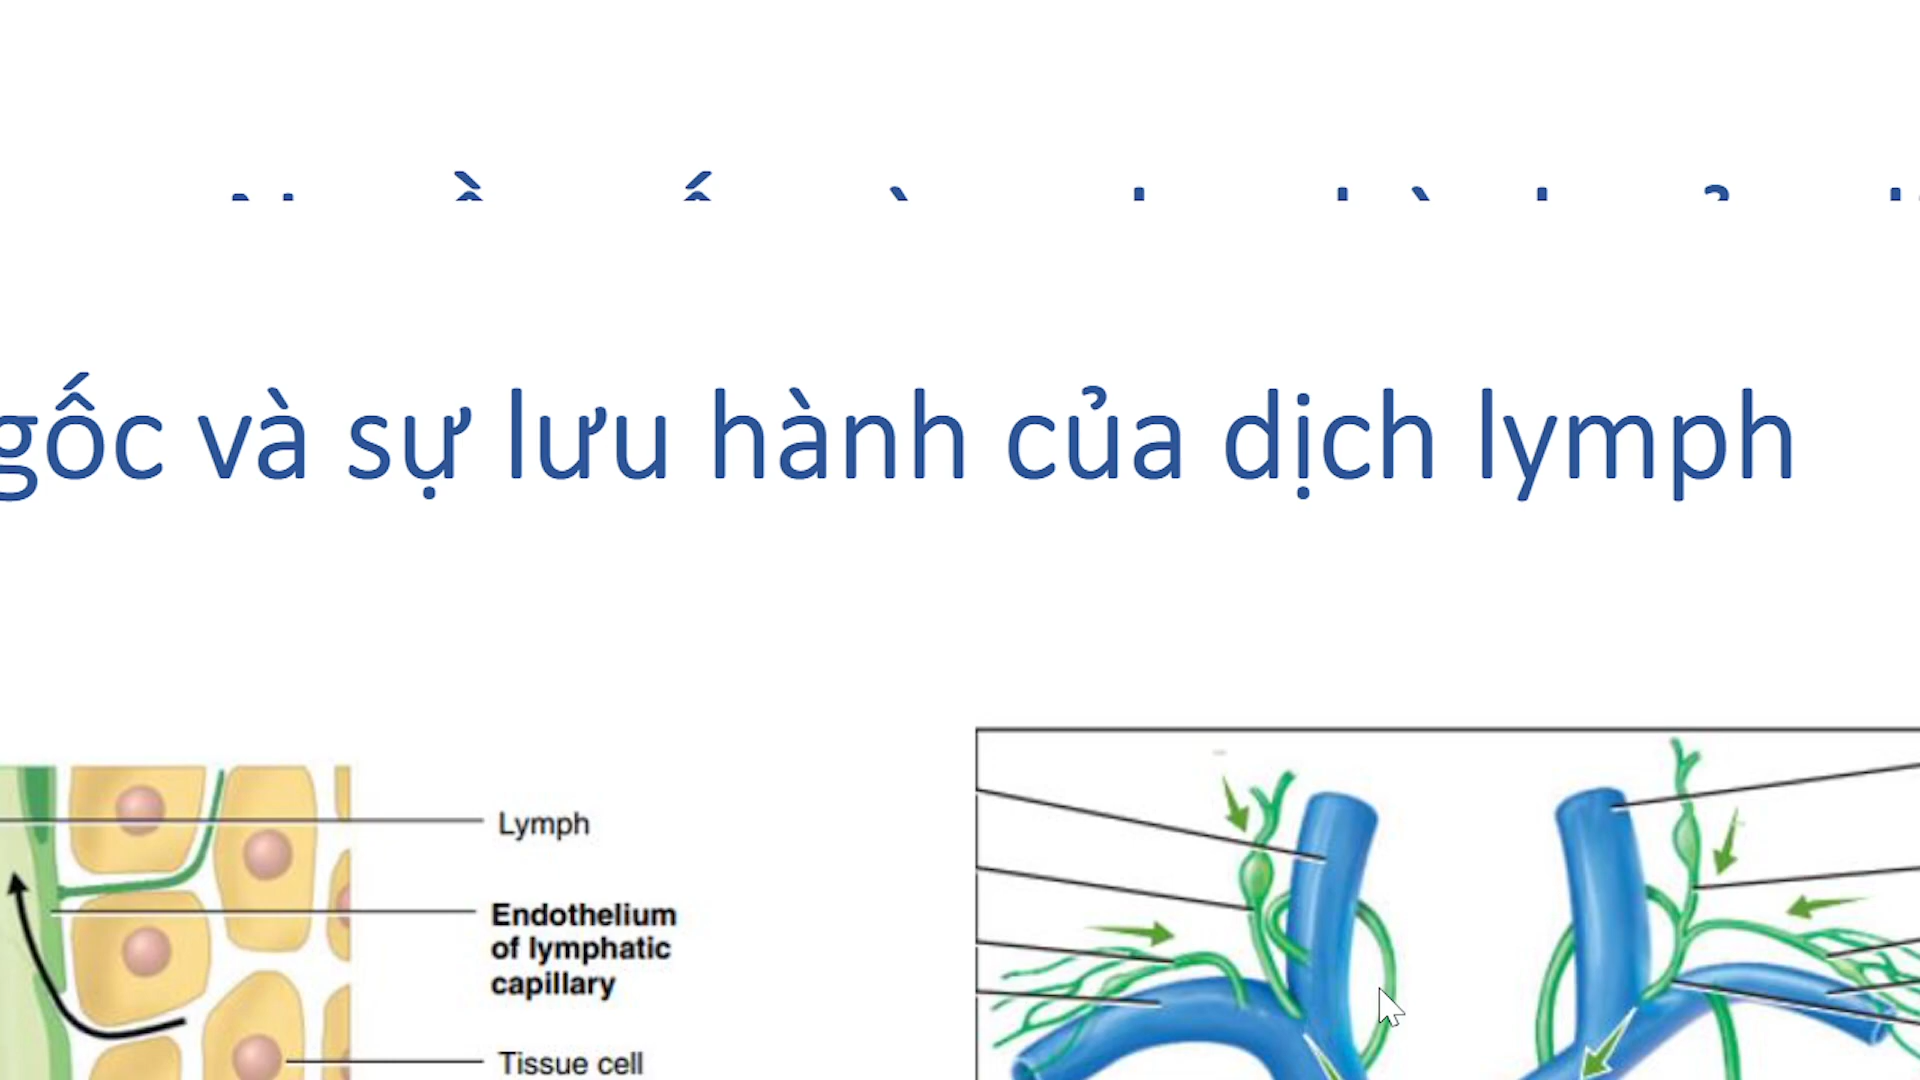 gốc và sự lưu hành của dịch lymph
Lymph
Endothelium
of lymphatic
capillary
Tissue cell